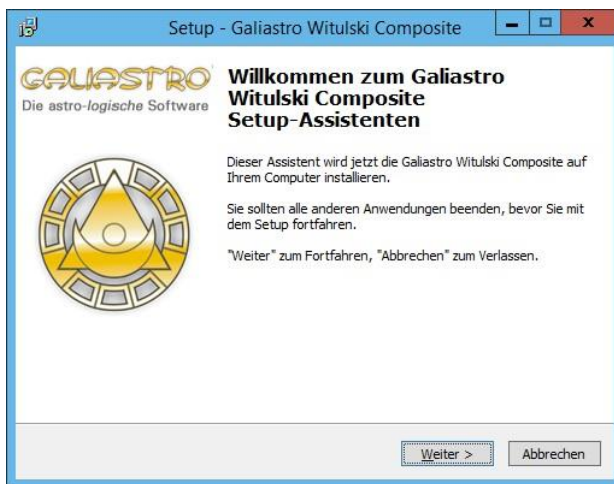 Setup - Galiastro Witulski Composite
GALIASTRO
Die astro-logische Software
Willkommen zum Galiastro
Witulski Composite
Setup-Assistenten
Dieser Assistent wird jetzt die Galiastro Witulski Composite auf
Ihrem Computer installieren.
Sie sollten alle anderen Anwendungen beenden, bevor Sie mit
dem Setup fortfahren.
"Weiter" zum Fortfahren, "Abbrechen" zum Verlassen.
Weiter >
Abbrechen